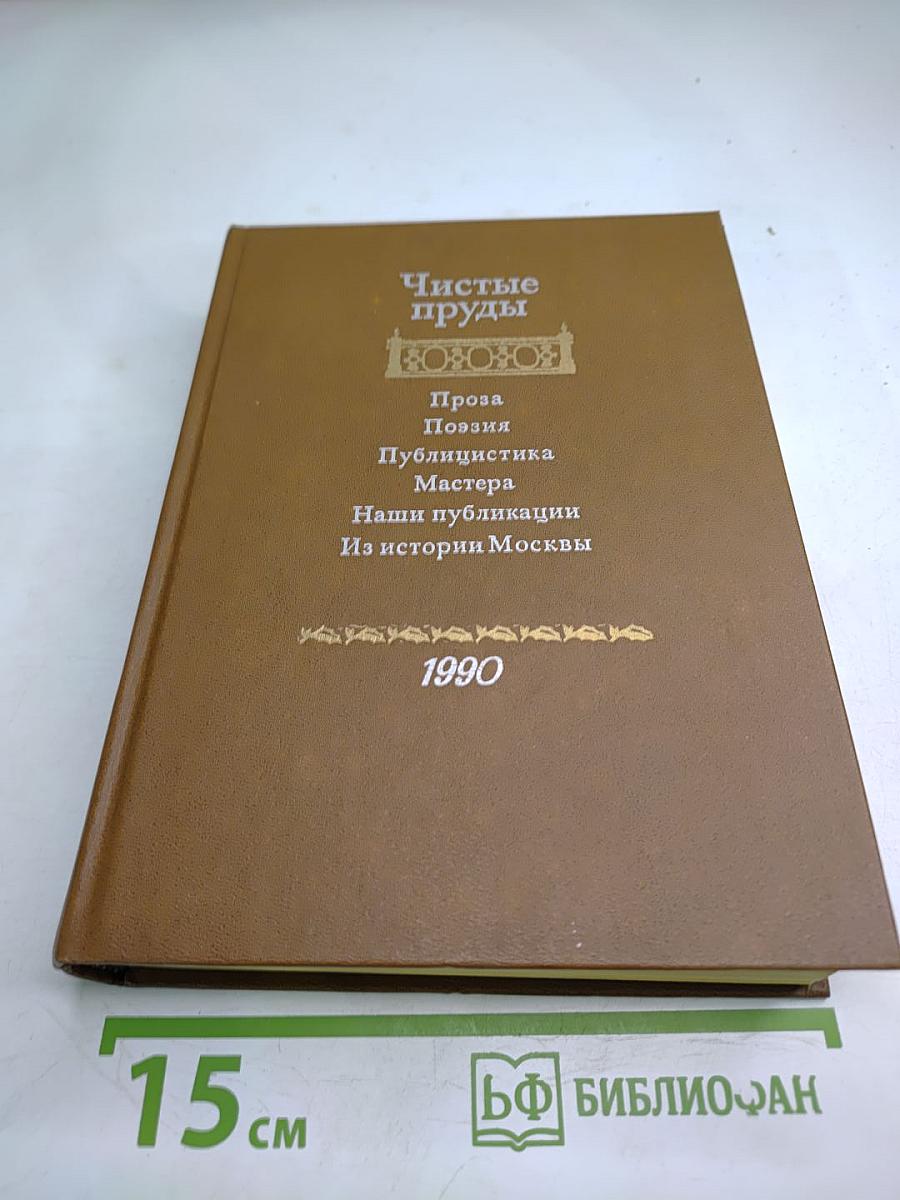 Чистые
пруды
Проза
Поэзия
Публицистика
Мастера
Наши публикации
Из истории Москвы
1990
15 см
БФ БИБЛИОФАН